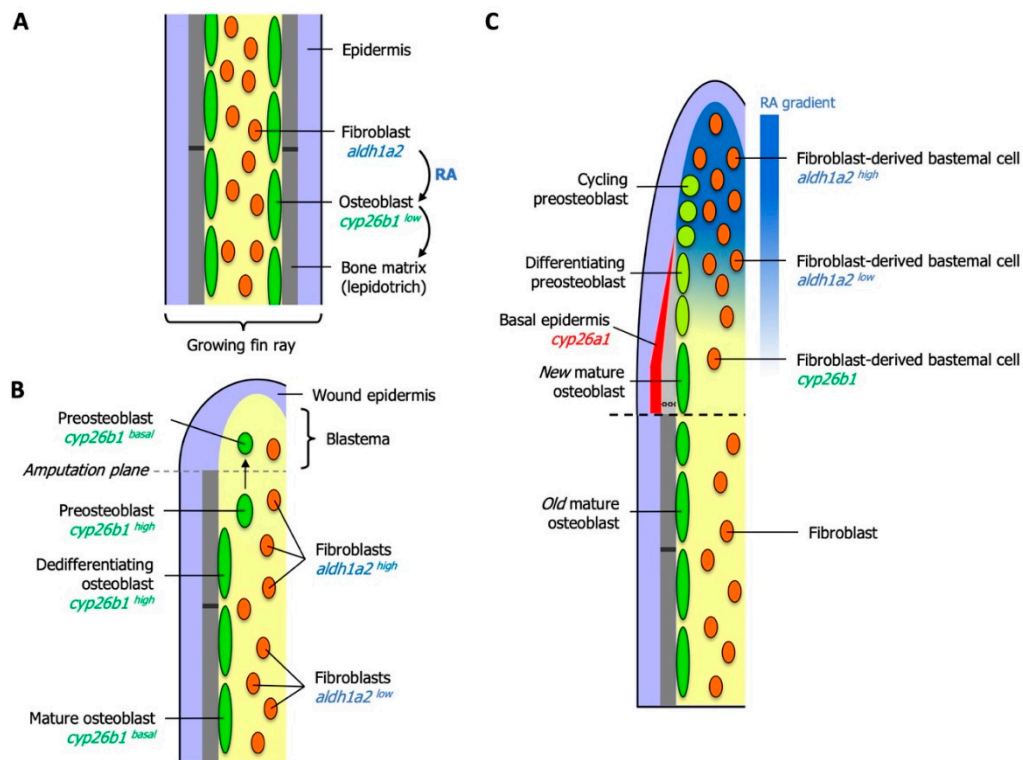 A
Epidermis
Fibroblast
aldh1a2
RA
Osteoblast
cyp26b1 low
Bone matrix
(lepidotrich)
Growing fin ray
B
Wound epidermis
Preosteoblast
cyp26b1 basal
Blastema
Amputation plane
Preosteoblast
cyp26b1 high
Dedifferentiating
osteoblast
cyp26b1 high
Fibroblasts
aldh1a2 high
Fibroblasts
aldh1a2 low
Mature osteoblast
cyp26b1 basal
C
RA gradient
Cycling
preosteoblast
Fibroblast-derived bastemal cell
aldh1a2 high
Differentiating
preosteoblast
Fibroblast-derived bastemal cell
aldh1a2 low
Basal epidermis
cyp26a1
New mature
osteoblast
Fibroblast-derived bastemal cell
cyp26b1
Old mature
osteoblast
Fibroblast